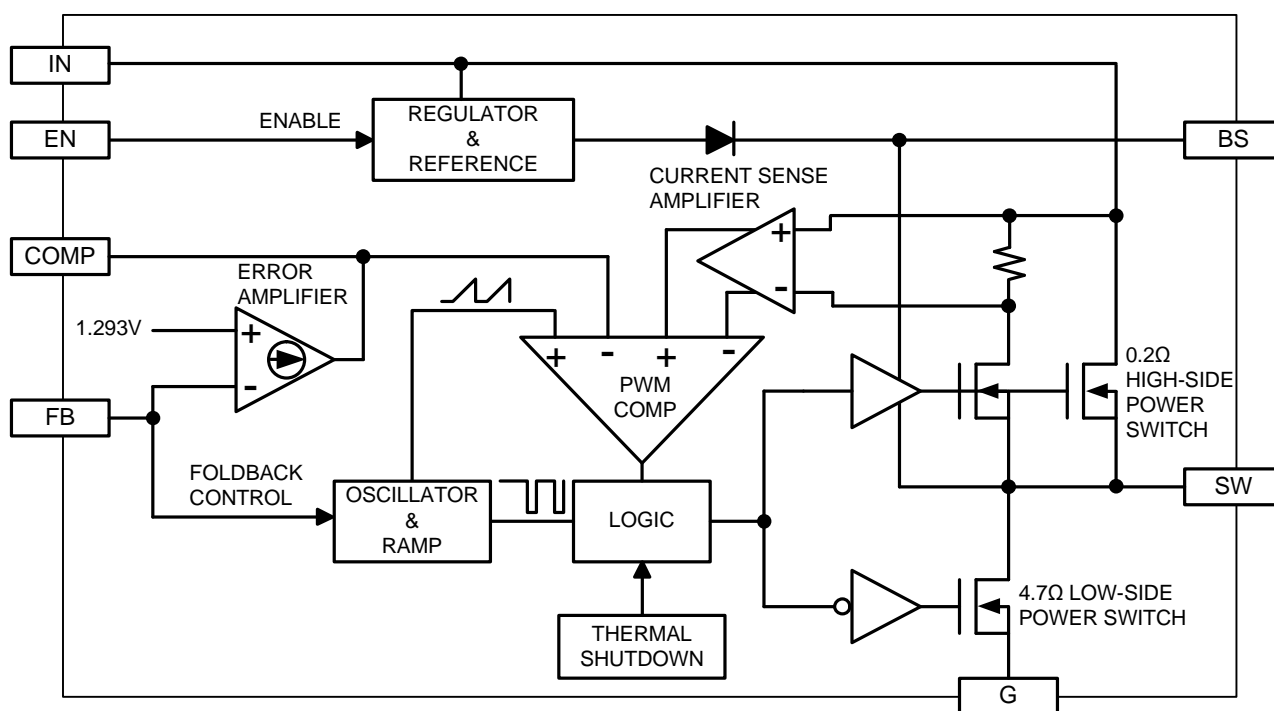 IN
EN
ENABLE
REGULATOR
&
REFERENCE
BS
CURRENT SENSE
AMPLIFIER
COMP
ERROR
AMPLIFIER
1.293V
+
-
+
-
+
-
+
-
PWM
COMP
0.2Ω
HIGH-SIDE
POWER
SWITCH
FB
FOLDBACK
CONTROL
OSCILLATOR
&
RAMP
LOGIC
SW
THERMAL
SHUTDOWN
4.7Ω LOW-SIDE
POWER SWITCH
G